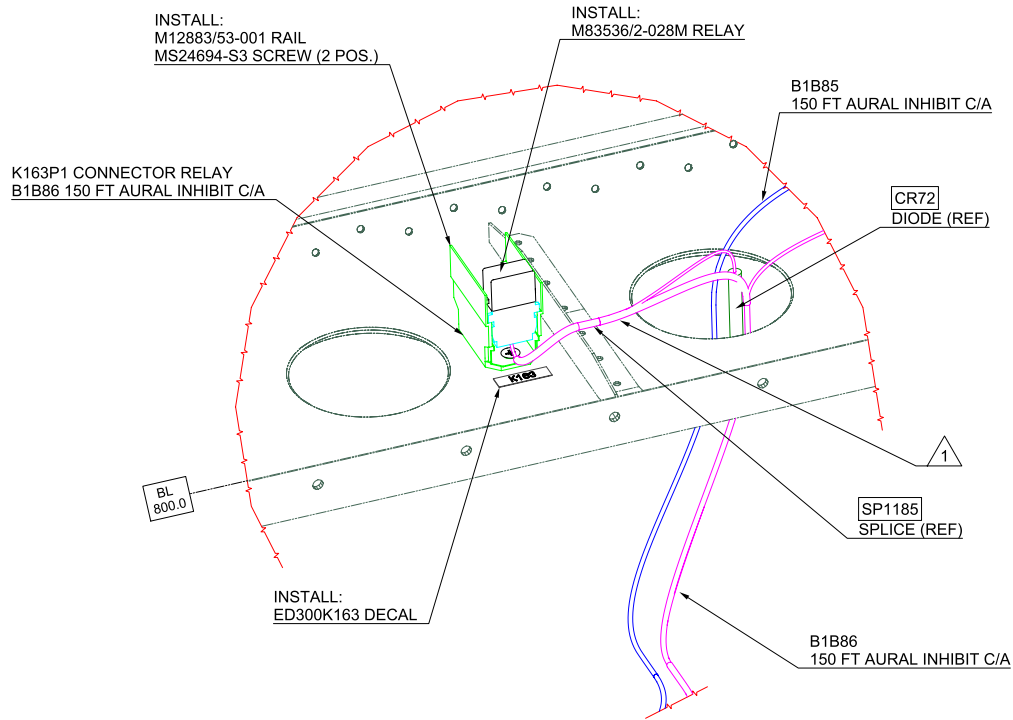 INSTALL:
M12883/53-001 RAIL
MS24694-S3 SCREW (2 POS.)
INSTALL:
M83536/2-028M RELAY
B1B85
150 FT AURAL INHIBIT C/A
K163P1 CONNECTOR RELAY
B1B86 150 FT AURAL INHIBIT C/A
CR72
DIODE (REF)
K163
1
BL
800.0
SP1185
SPLICE (REF)
INSTALL:
ED300K163 DECAL
B1B86
150 FT AURAL INHIBIT C/A